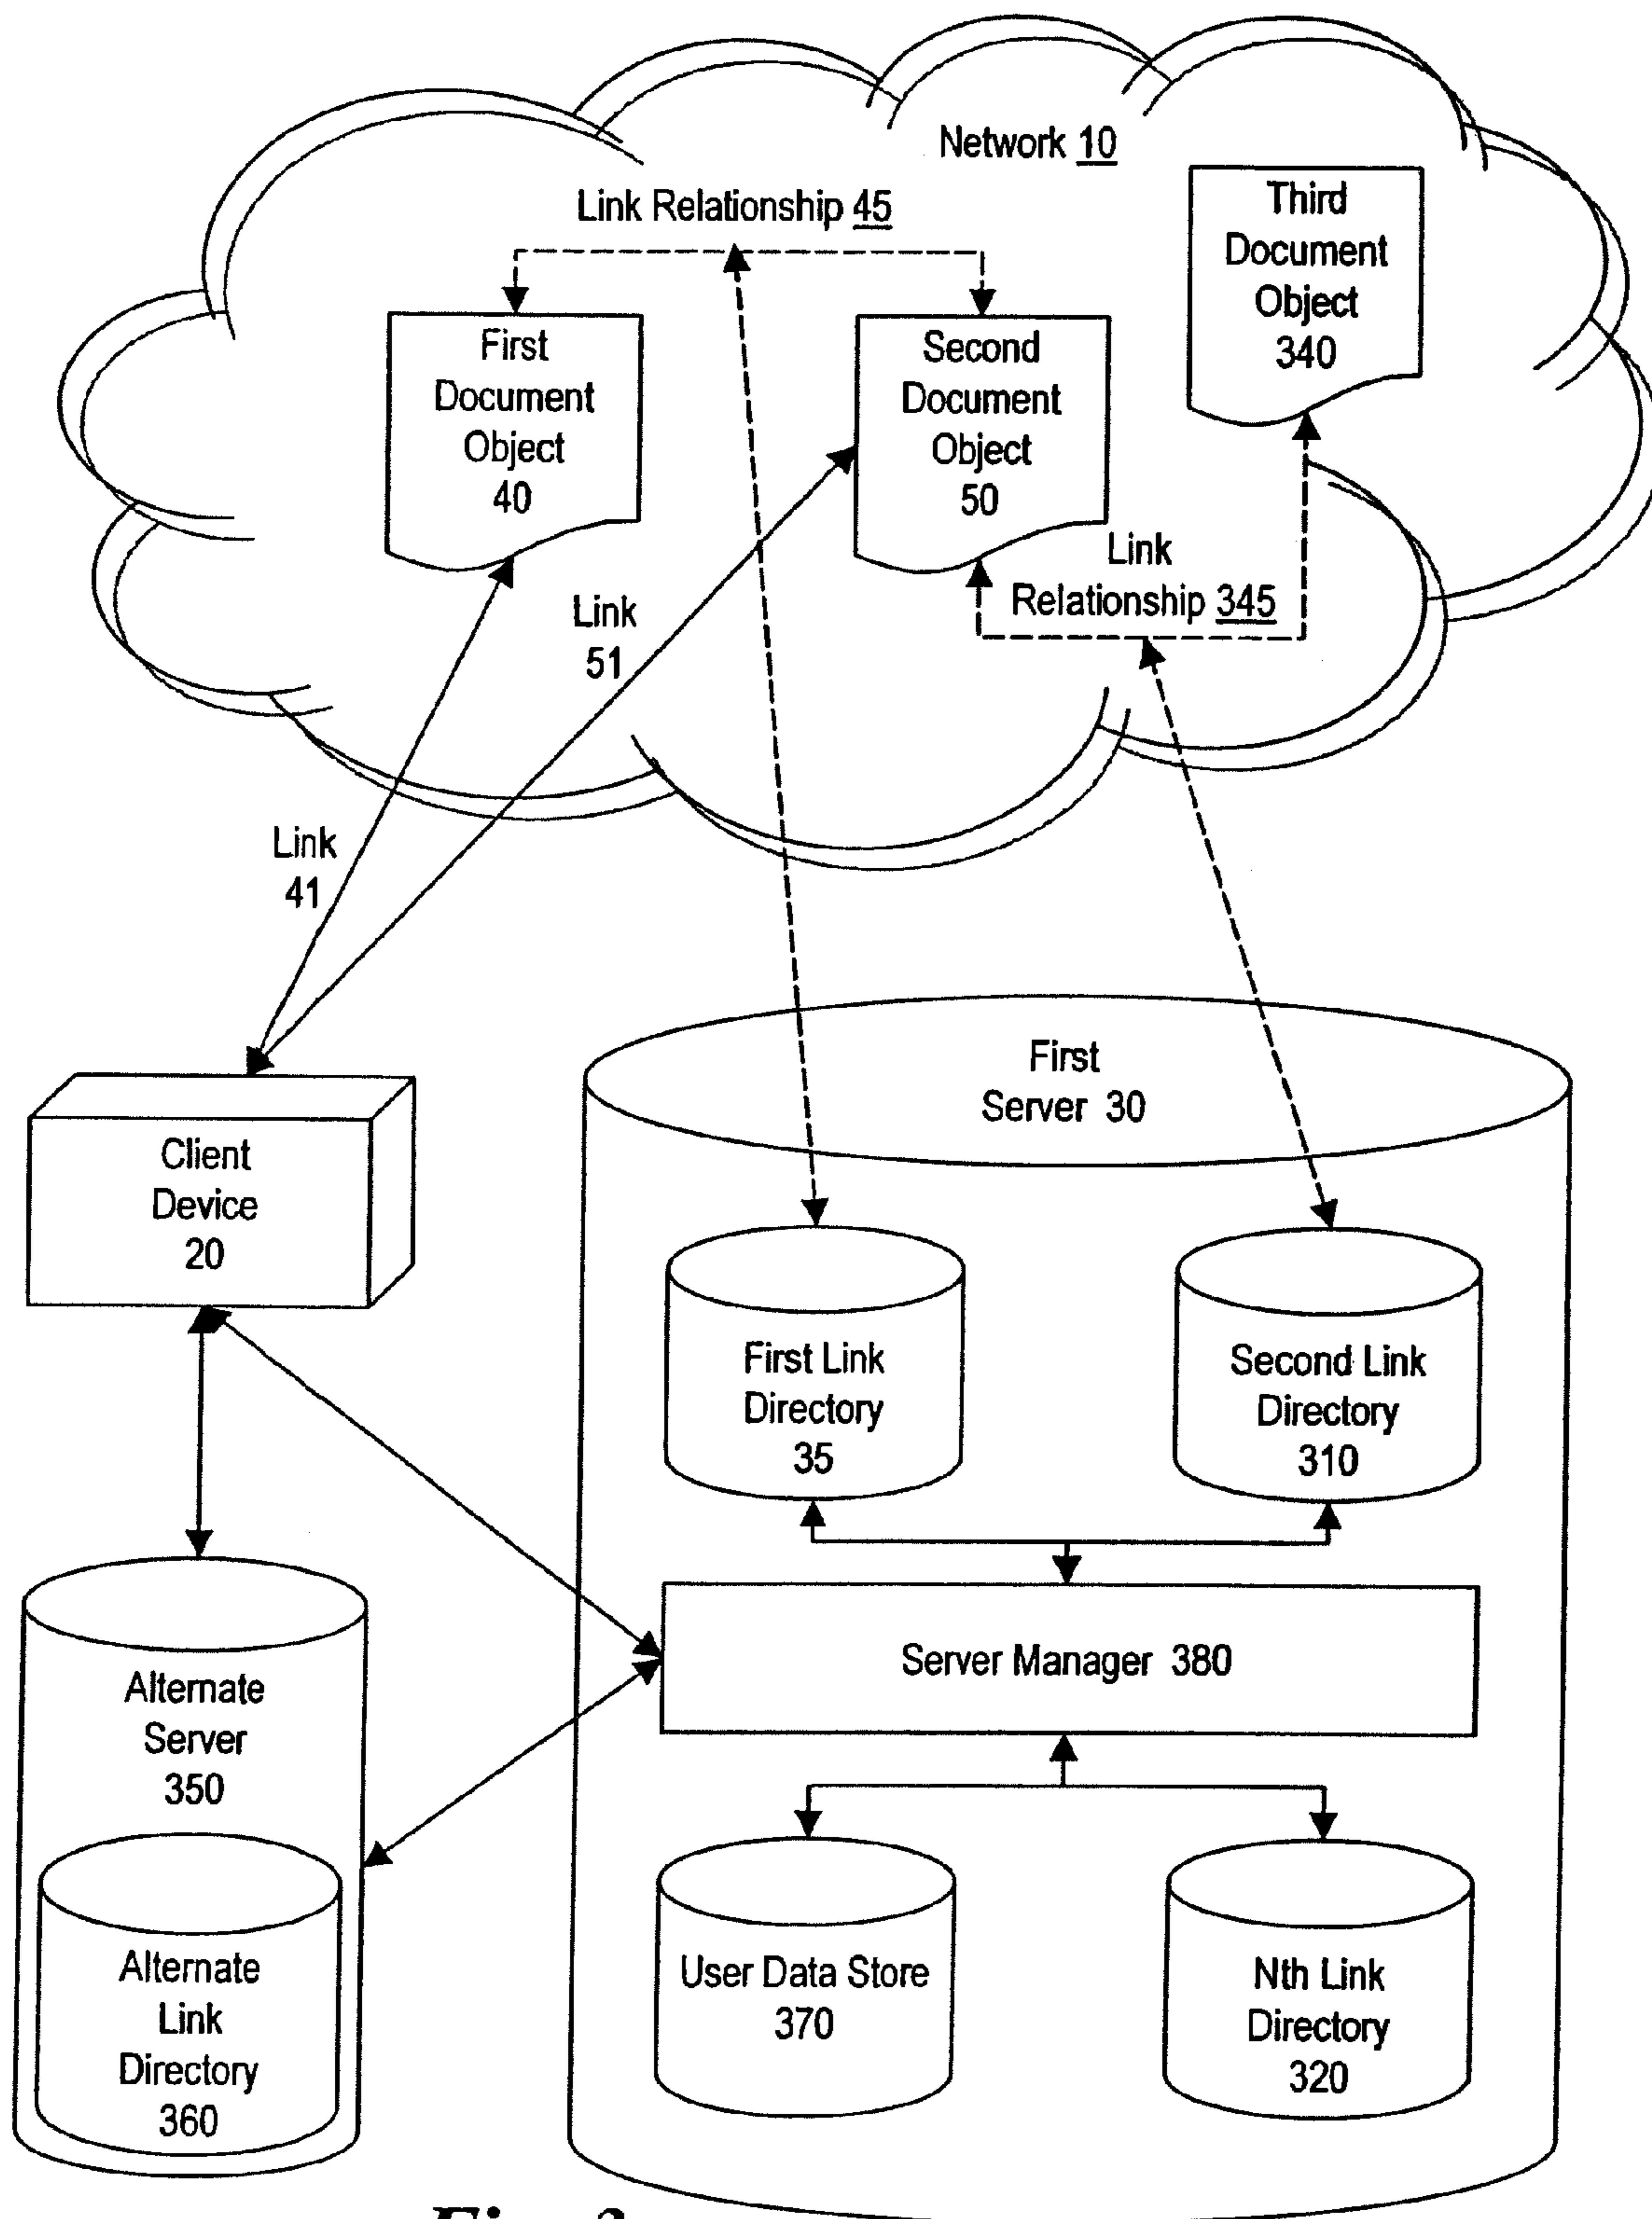 Network 10
Link Relationship 45
Third
Document
Object
340
First
Document
Object
40
Second
Document
Object
50
Link
Relationship 345
Link
51
Link
41
First
Server 30
Client
Device
20
First Link
Directory
35
Second Link
Directory
310
Server Manager 380
Alternate
Server
350
Alternate
Link
Directory
360
User Data Store
370
Nth Link
Directory
320